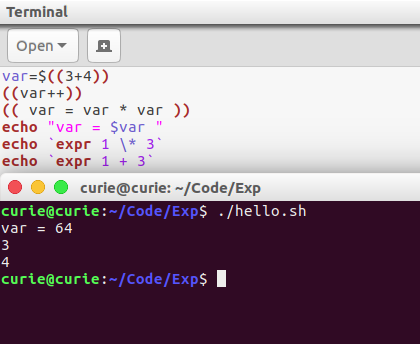 Terminal
Open
var=$((3+4))
((var++))
(( var = var * var ))
echo "var = $var "
echo `expr 1 \* 3`
echo `expr 1 + 3`
curie@curie: ~/Code/Exp
curie@curie:~/Code/Exp$ ./hello.sh
var = 64
3
4
curie@curie:~/Code/Exp$